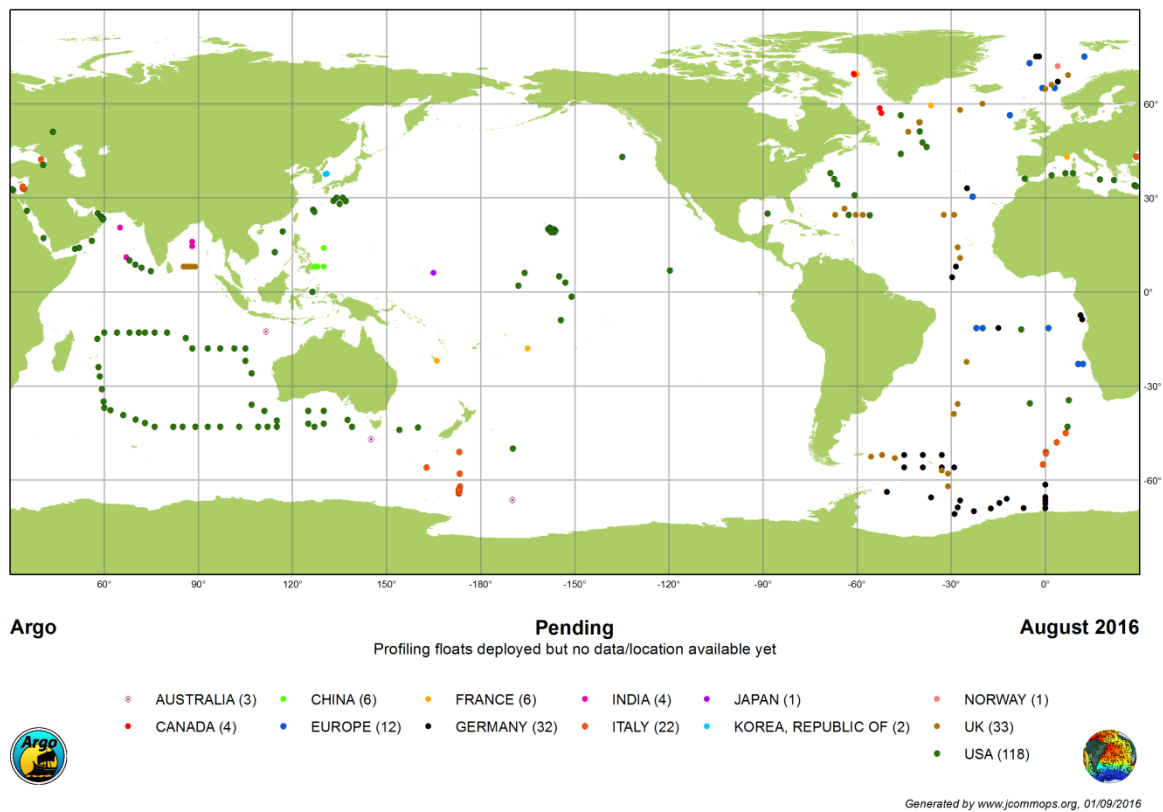 60°
30°
0°
-30°
-60°
60°
90°
120°
150°
-180°
-150°
-120°
-90°
-60°
-30°
0°
Argo
Pending
August 2016
Profiling floats deployed but no data/location available yet
AUSTRALIA (3)
CHINA (6)
FRANCE (6)
INDIA (4)
JAPAN (1)
NORWAY (1)
CANADA (4)
EUROPE (12)
GERMANY (32)
ITALY (22)
KOREA, REPUBLIC OF (2)
UK (33)
USA (118)
Argo
Generated by www.jcommops.org, 01/09/2016